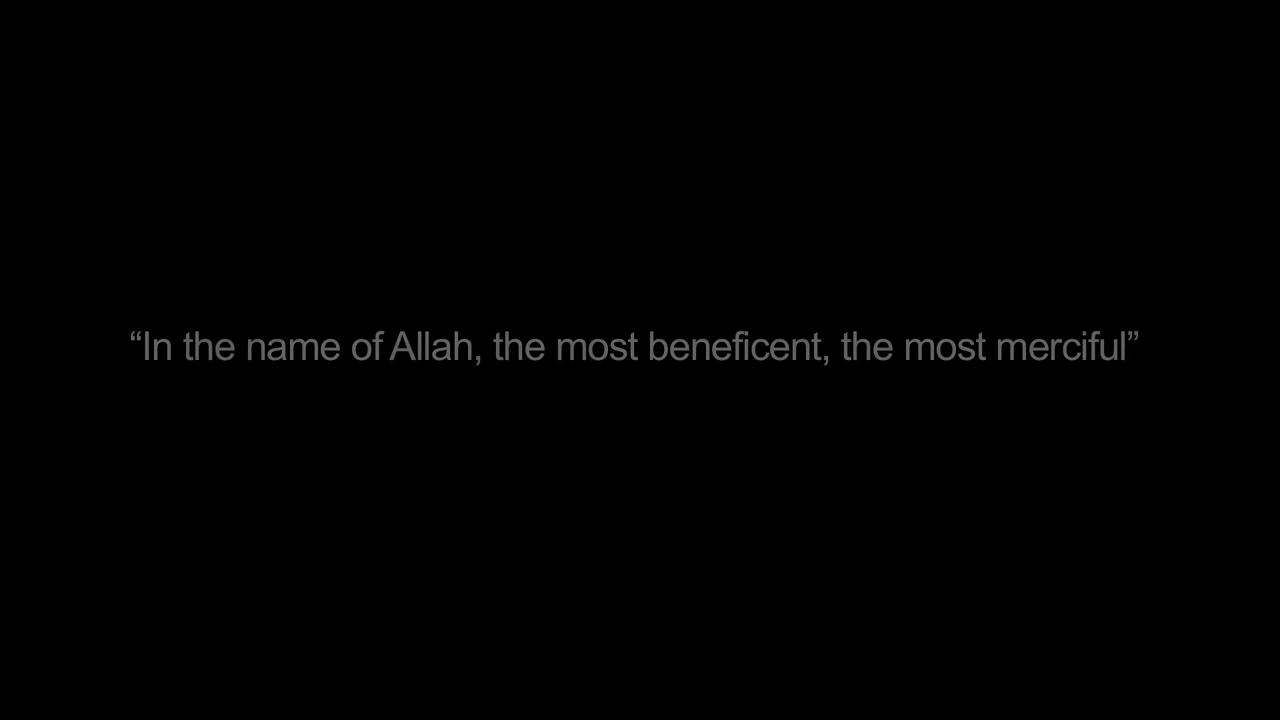 “In the name of Allah, the most beneficent, the most merciful”